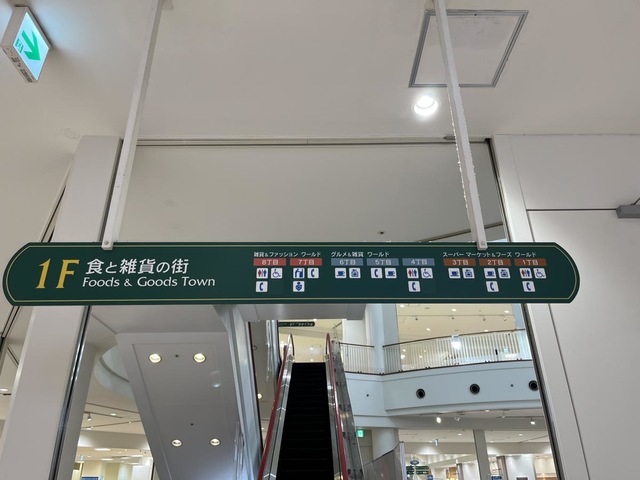 1F 食と雑貨の街
Foods & Goods Town
雑貨&ファッション ワールド
8丁目 7丁目
グルメ&雑貨 ワールド
6丁目 5丁目 4丁目
スーパー マーケット&フーズ ワールド
3丁目 2丁目 1丁目